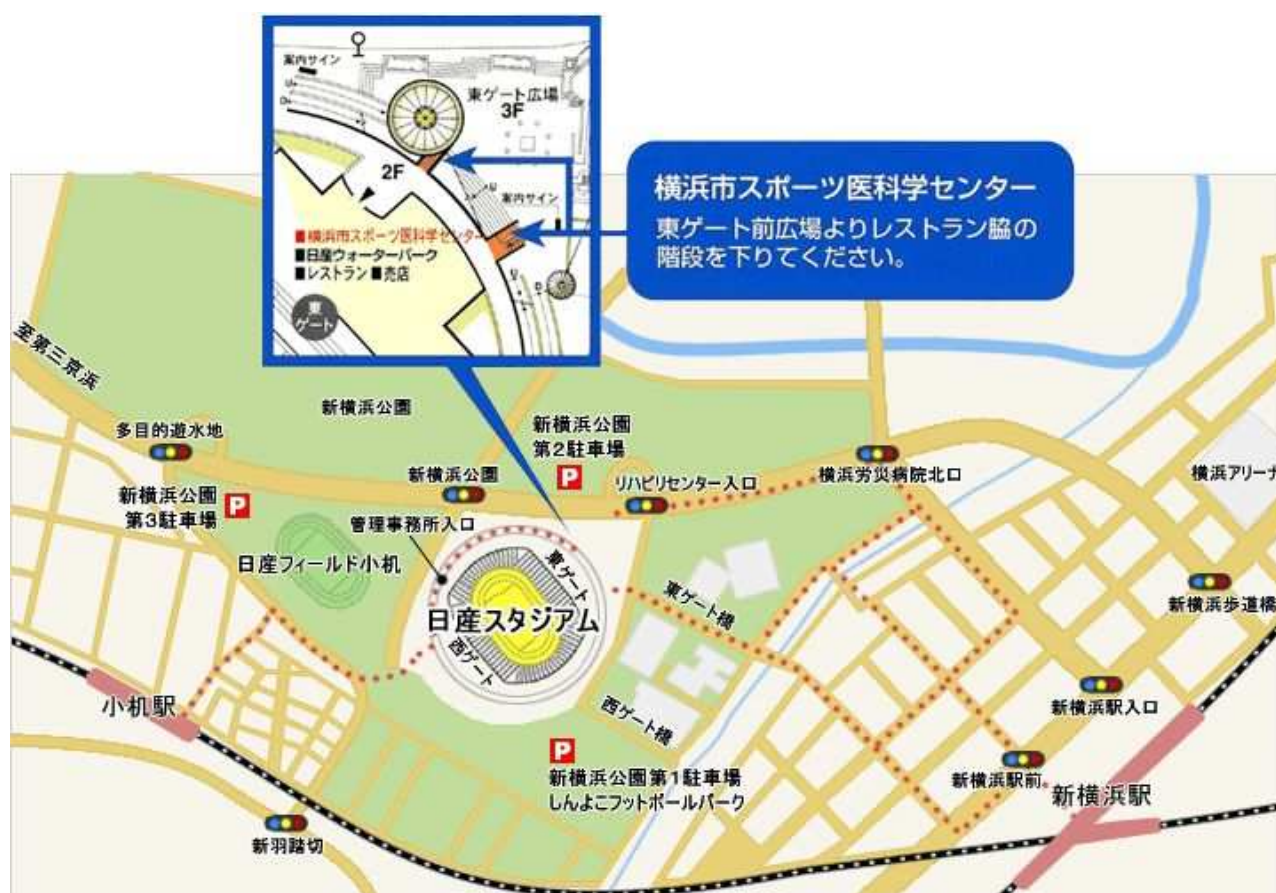 案内サイン
東ゲート広場
3F
2F
案内サイン
■横浜市スポーツ医科学センター
■日産ウォーターパーク
■レストラン ■売店
東
ゲート
横浜市スポーツ医科学センター
東ゲート前広場よりレストラン脇の
階段を下りてください。
至第三京浜
新横浜公園
多目的遊水地
新横浜公園
第2駐車場
P
新横浜公園
リハビリセンター入口
横浜労災病院北口
横浜アリーナ
新横浜公園
第3駐車場
P
管理事務所入口
日産フィールド小机
東ゲート
日産スタジアム
西ゲート
東ゲート橋
新横浜歩道橋
小机駅
西ゲート橋
新横浜駅入口
P
新横浜公園第1駐車場
しんよこフットボールパーク
新横浜駅前
新横浜駅
新羽踏切